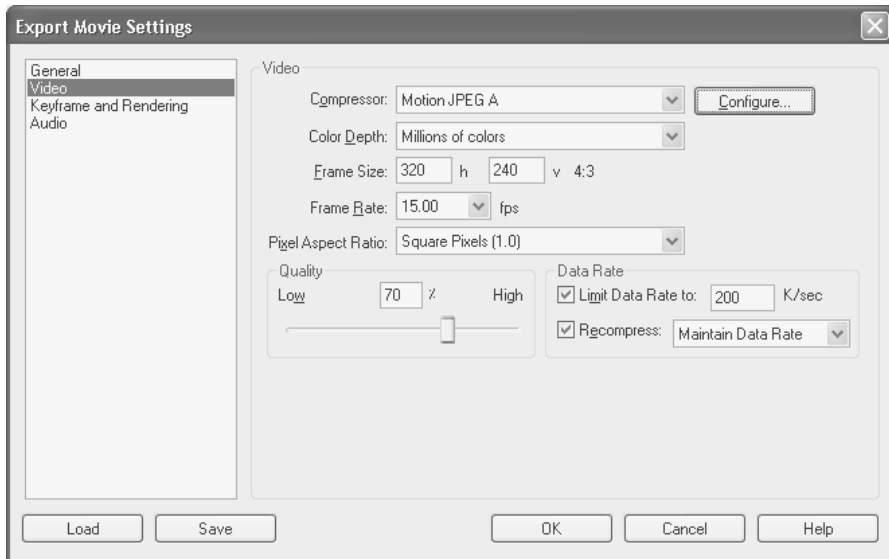 Export Movie Settings
General
Video
Keyframe and Rendering
Audio
Video
Compressor: Motion JPEG A Configure...
Color Depth: Millions of colors
Frame Size: 320 h 240 v 4:3
Frame Rate: 15.00 fps
Pixel Aspect Ratio: Square Pixels (1.0)
Quality
Low 70 % High
Data Rate
Limit Data Rate to: 200 K/sec
Recompress: Maintain Data Rate
Load Save OK Cancel Help